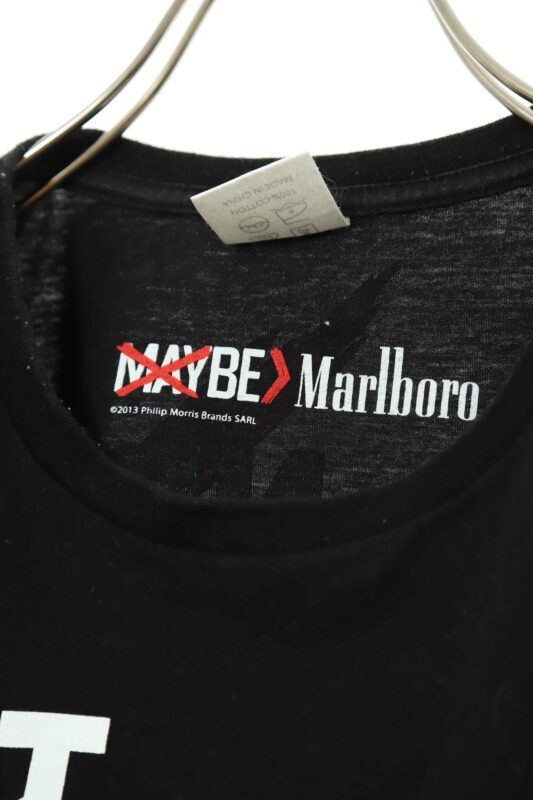 MADE IN CHINA
100% COTTON
MAYBE > Marlboro
©2013 Philip Morris Brands SARL
T